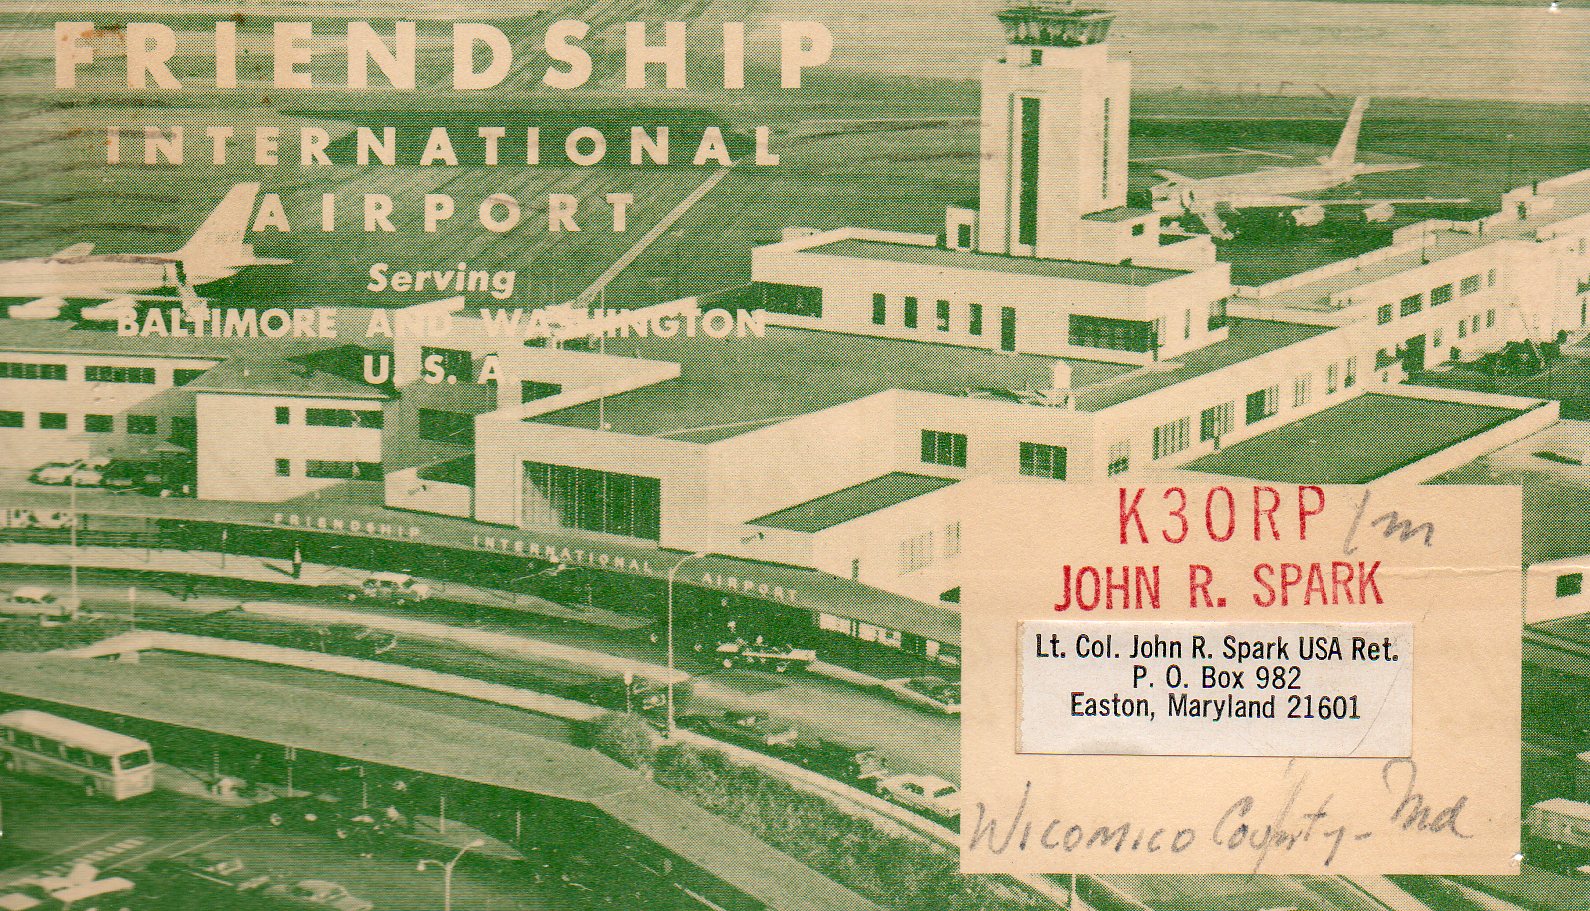 FRIENDSHIP
INTERNATIONAL
AIRPORT
Serving
BALTIMORE AND WASHINGTON
U. S. A.
FRIENDSHIP INTERNATIONAL AIRPORT
K3ORP/m
JOHN R. SPARK
Lt. Col. John R. Spark USA Ret.
P. O. Box 982
Easton, Maryland 21601
Wicomico County - Md